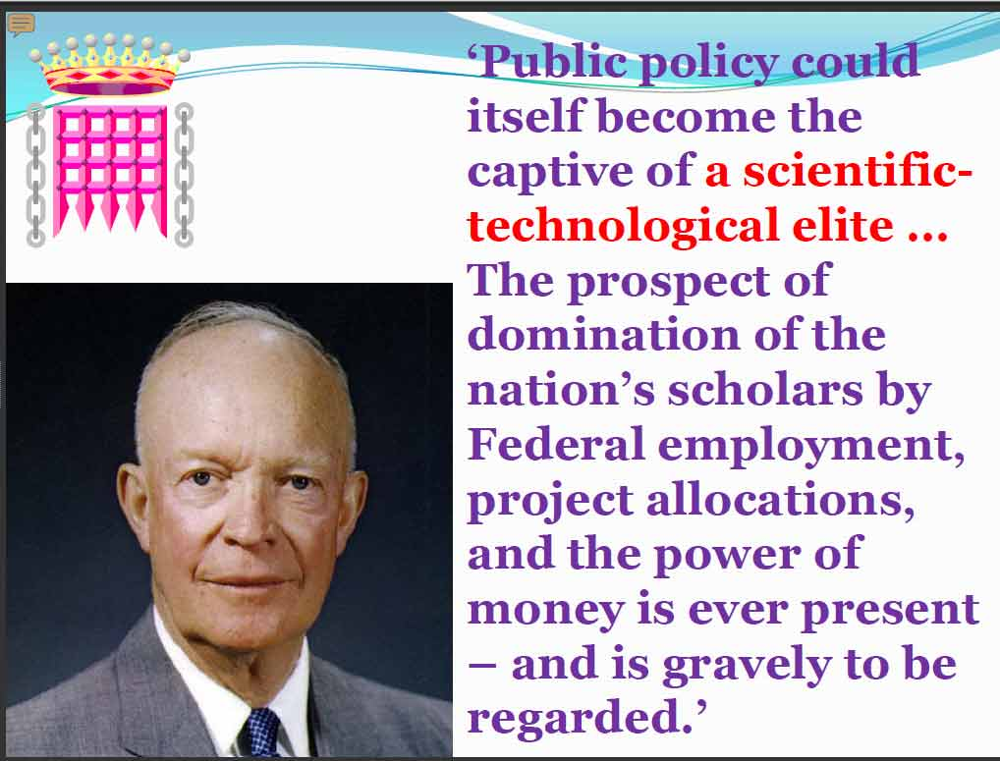 ‘Public policy could
itself become the
captive of a scientific-
technological elite ...
The prospect of
domination of the
nation’s scholars by
Federal employment,
project allocations,
and the power of
money is ever present
– and is gravely to be
regarded.’